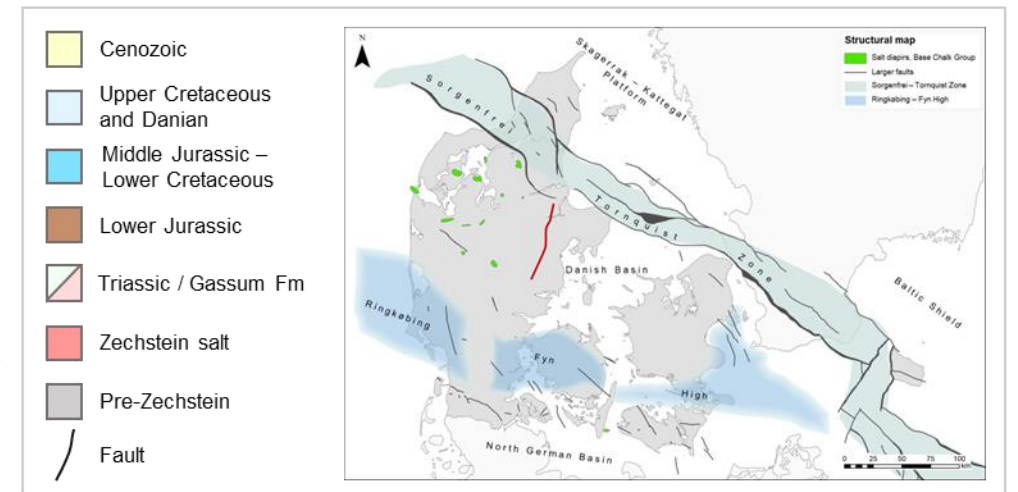 Cenozoic
Upper Cretaceous
and Danian
Middle Jurassic –
Lower Cretaceous
Lower Jurassic
Triassic / Gassum Fm
Zechstein salt
Pre-Zechstein
Fault
N
Skagerrak – Kattegat
Platform
Structural map
Salt diapirs, Base Chalk Group
Larger faults
Sorgenfrei – Tornquist Zone
Ringkøbing – Fyn High
Sorgenfrei
Tornquist
Zone
Danish Basin
Baltic Shield
Ringkøbing
Fyn
High
North German Basin
0 25 50 75 100
km